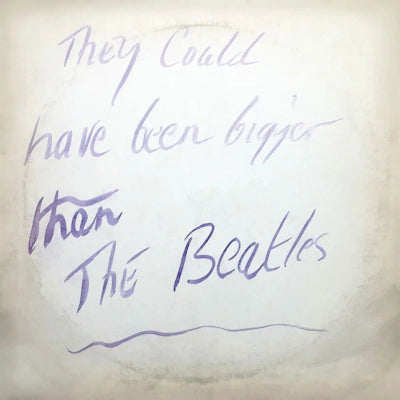 They Could
have been bigger
than
The Beatles